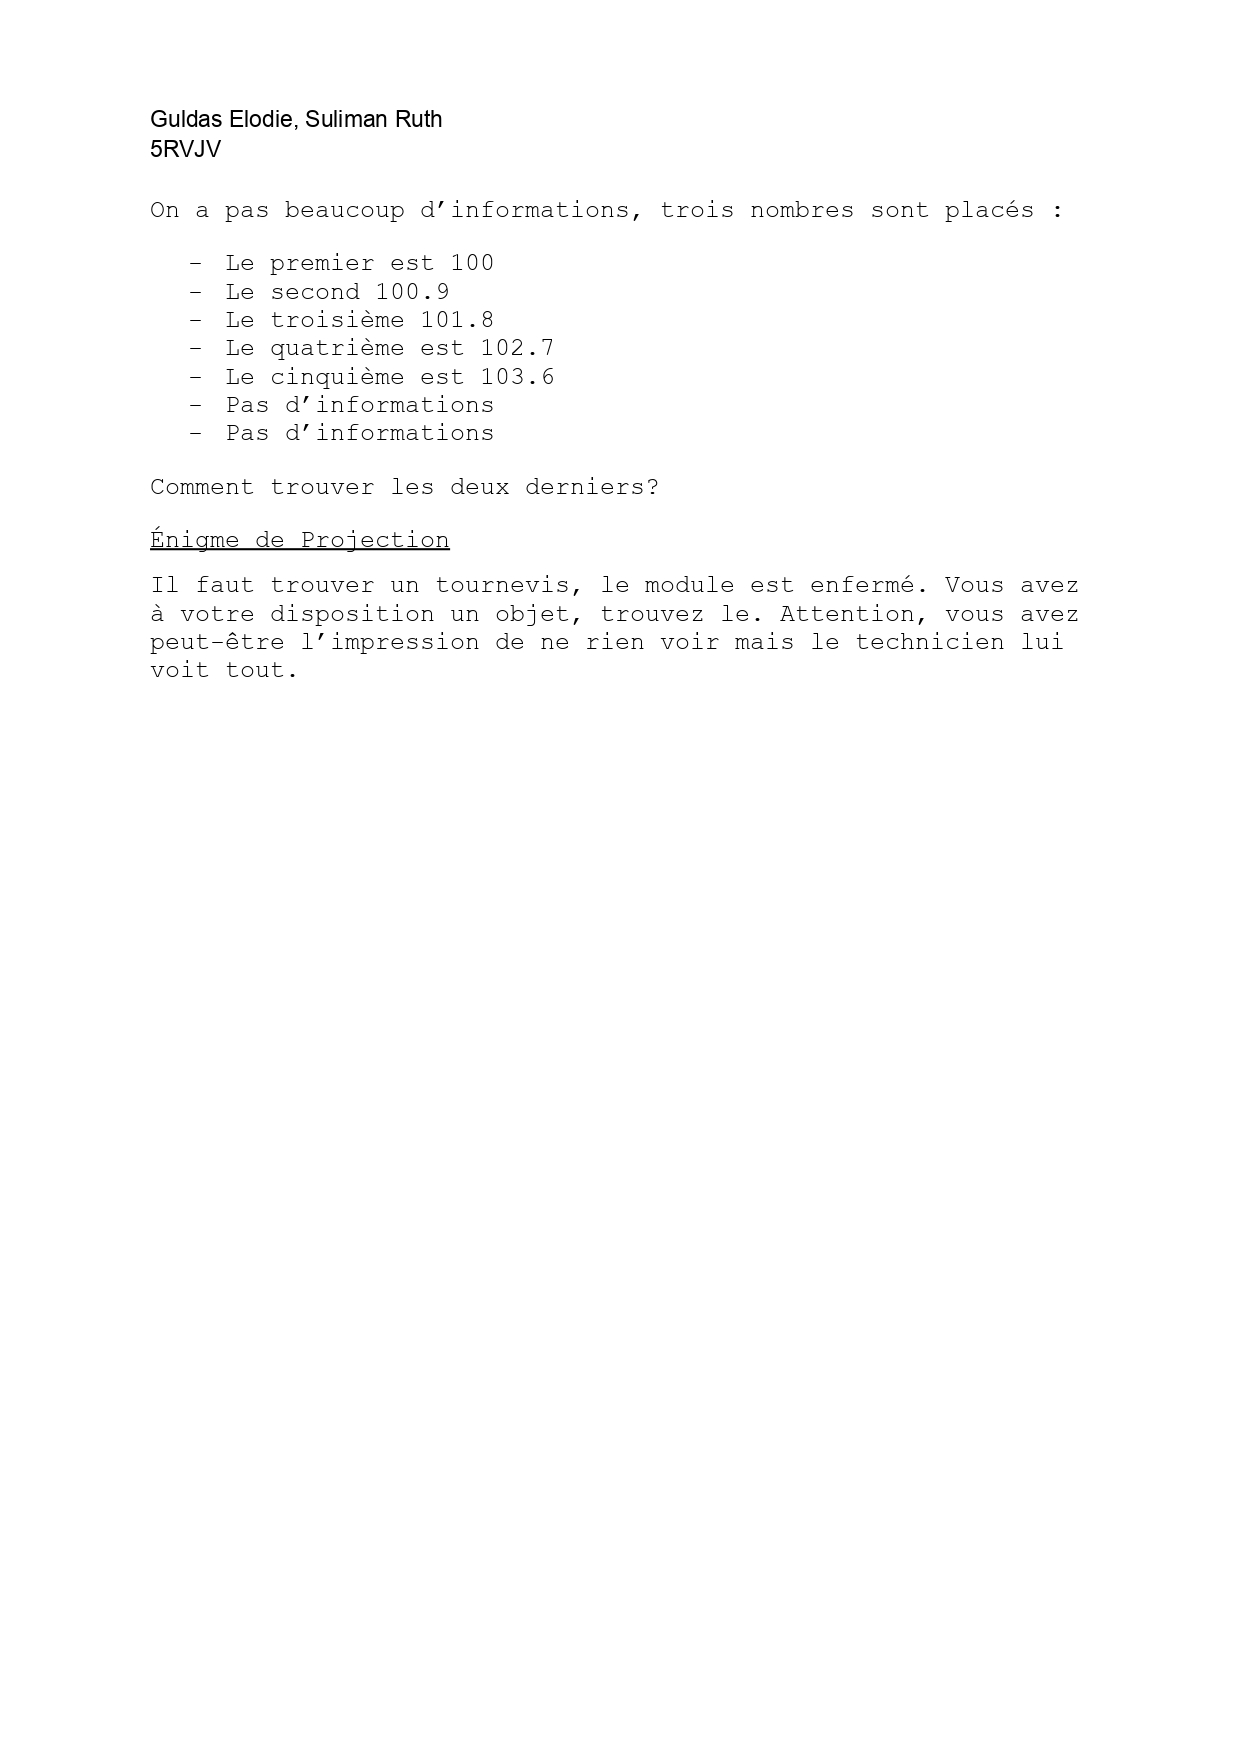 Guldas Elodie, Suliman Ruth
5RVJV
On a pas beaucoup d’informations, trois nombres sont placés :
- Le premier est 100
- Le second 100.9
- Le troisième 101.8
- Le quatrième est 102.7
- Le cinquième est 103.6
- Pas d’informations
- Pas d’informations
Comment trouver les deux derniers?
Énigme de Projection
Il faut trouver un tournevis, le module est enfermé. Vous avez
à votre disposition un objet, trouvez le. Attention, vous avez
peut-être l’impression de ne rien voir mais le technicien lui
voit tout.